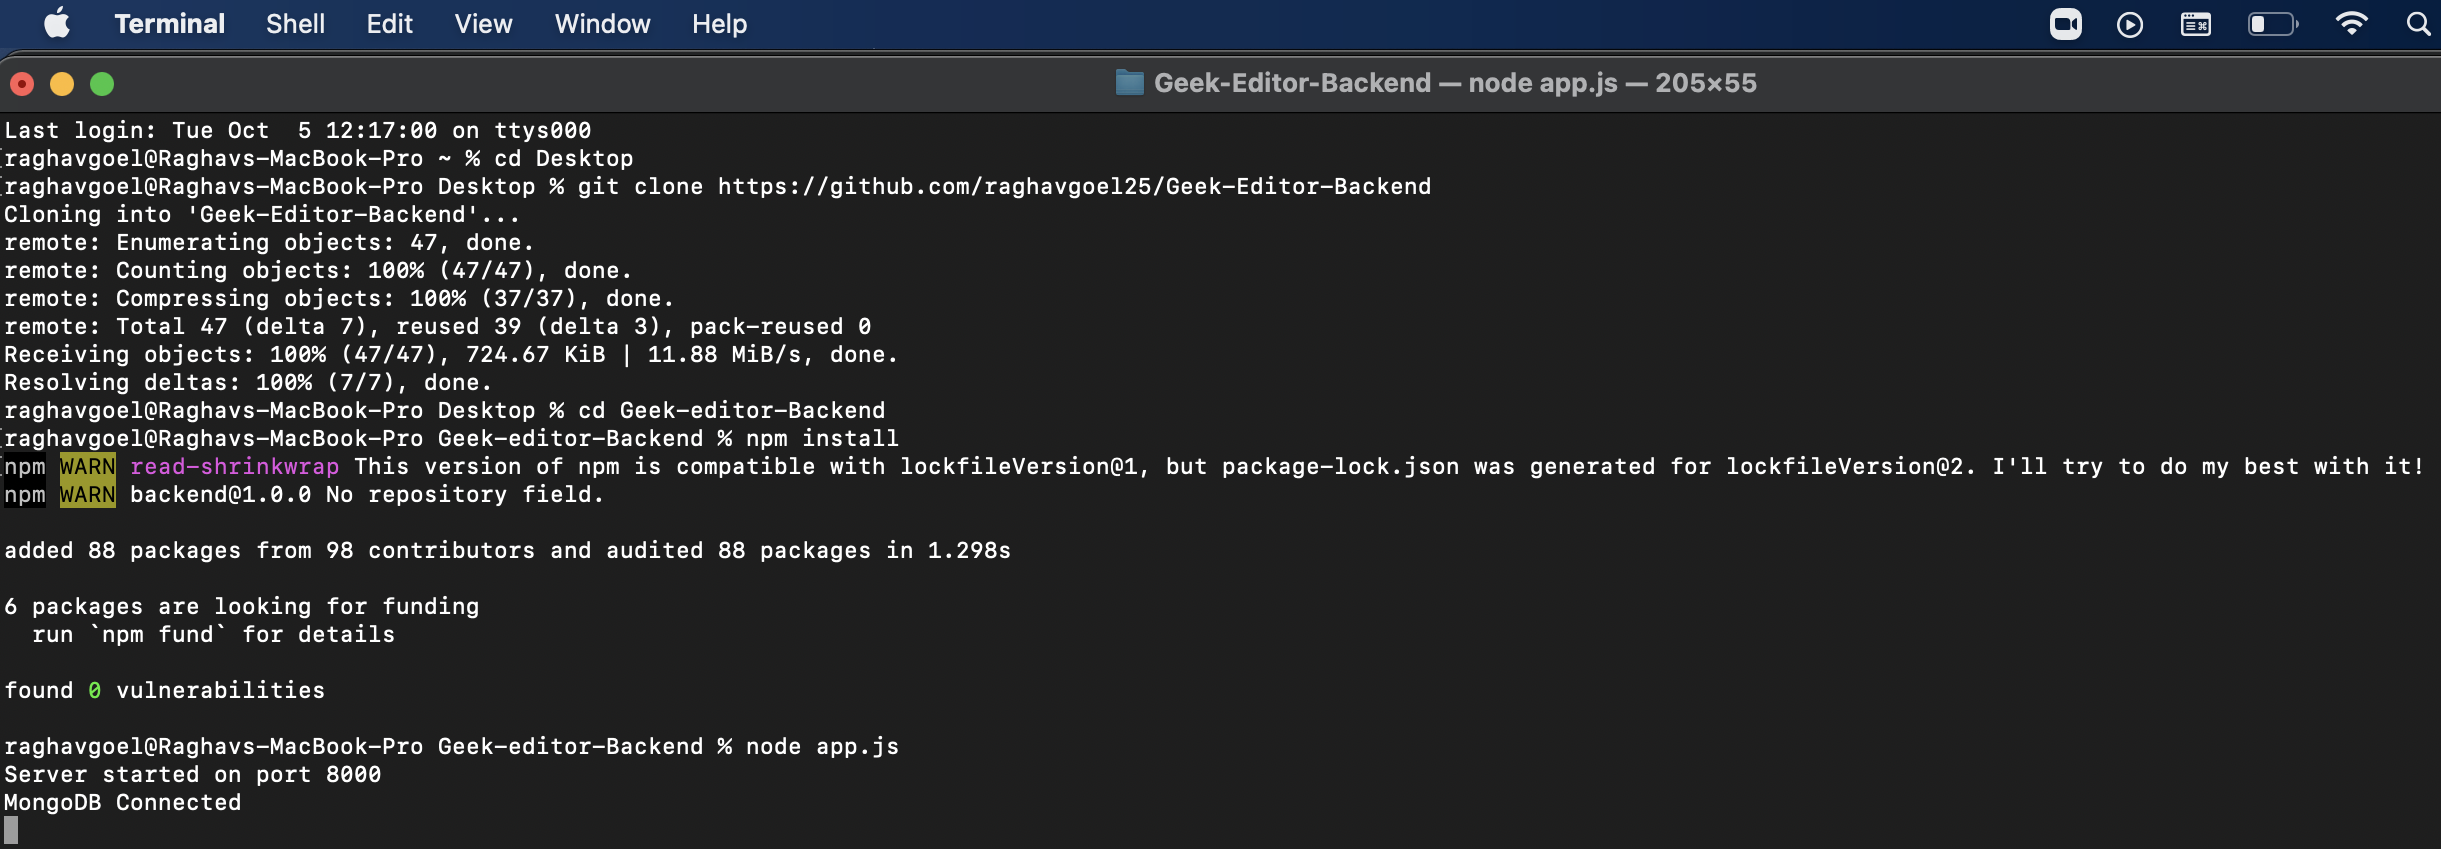 Terminal Shell Edit View Window Help
Geek-Editor-Backend — node app.js — 205×55
Last login: Tue Oct  5 12:17:00 on ttys000
raghavgoel@Raghavs-MacBook-Pro ~ % cd Desktop
raghavgoel@Raghavs-MacBook-Pro Desktop % git clone https://github.com/raghavgoel25/Geek-Editor-Backend
Cloning into 'Geek-Editor-Backend'...
remote: Enumerating objects: 47, done.
remote: Counting objects: 100% (47/47), done.
remote: Compressing objects: 100% (37/37), done.
remote: Total 47 (delta 7), reused 39 (delta 3), pack-reused 0
Receiving objects: 100% (47/47), 724.67 KiB | 11.88 MiB/s, done.
Resolving deltas: 100% (7/7), done.
raghavgoel@Raghavs-MacBook-Pro Desktop % cd Geek-editor-Backend
raghavgoel@Raghavs-MacBook-Pro Geek-editor-Backend % npm install
npm WARN read-shrinkwrap This version of npm is compatible with lockfileVersion@1, but package-lock.json was generated for lockfileVersion@2. I'll try to do my best with it!
npm WARN backend@1.0.0 No repository field.
added 88 packages from 98 contributors and audited 88 packages in 1.298s
6 packages are looking for funding
  run `npm fund` for details
found 0 vulnerabilities
raghavgoel@Raghavs-MacBook-Pro Geek-editor-Backend % node app.js
Server started on port 8000
MongoDB Connected